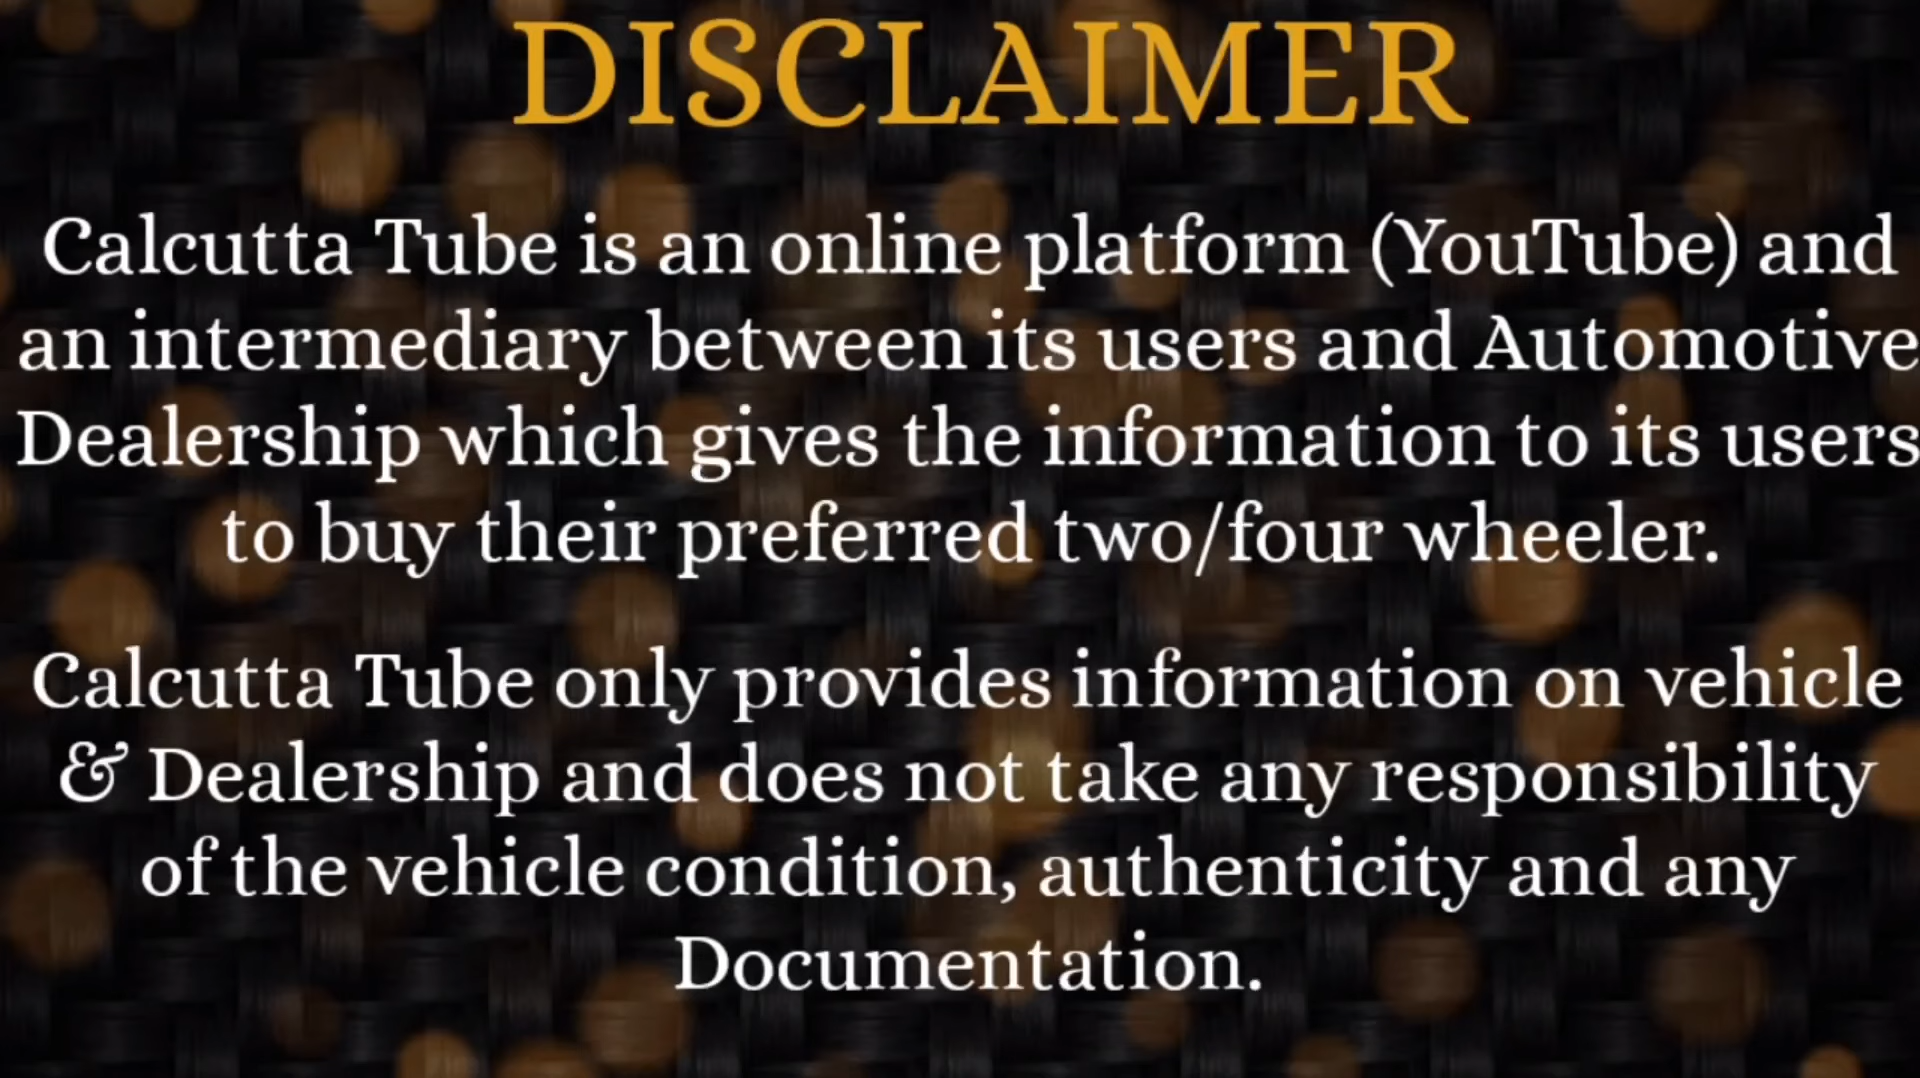 DISCLAIMER
Calcutta Tube is an online platform (YouTube) and
an intermediary between its users and Automotive
Dealership which gives the information to its users
to buy their preferred two/four wheeler.
Calcutta Tube only provides information on vehicle
& Dealership and does not take any responsibility
of the vehicle condition, authenticity and any
Documentation.